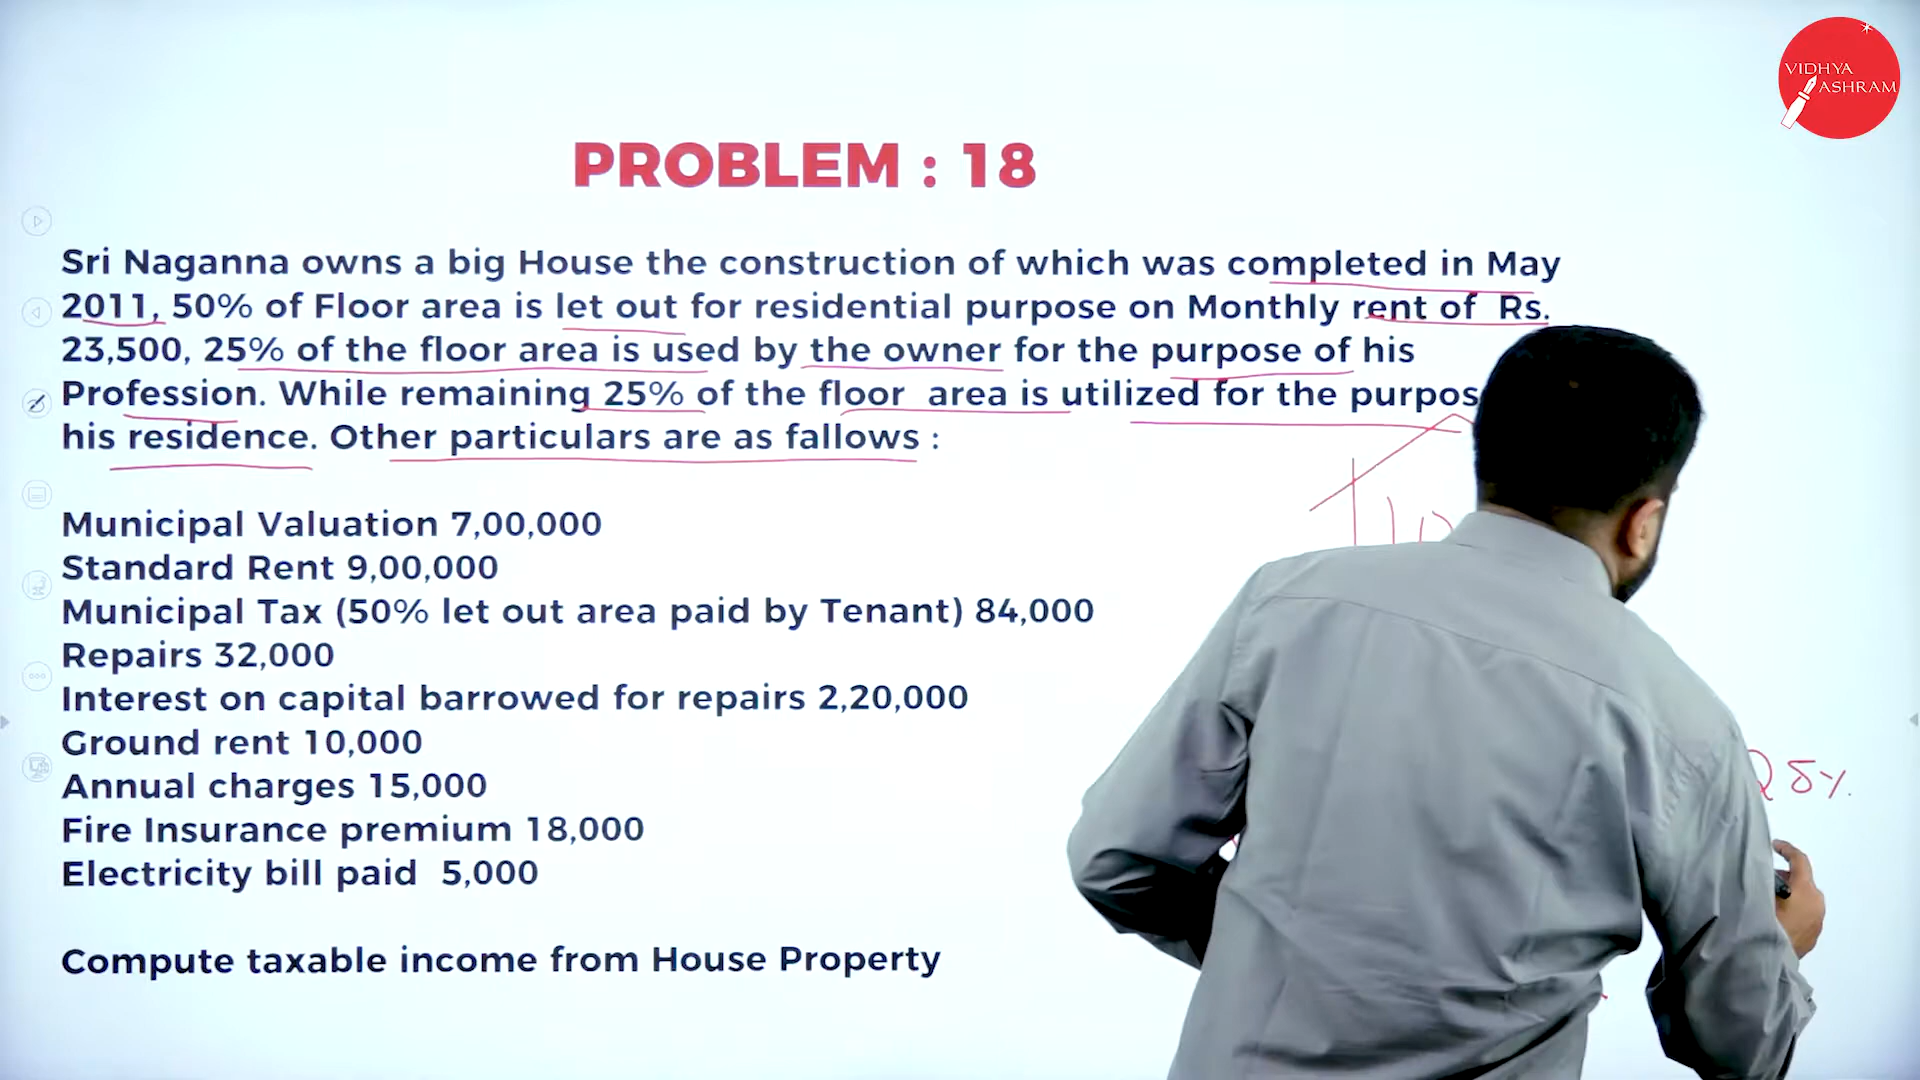 VIDHYA
ASHRAM
PROBLEM : 18
Sri Naganna owns a big House the construction of which was completed in May
2011, 50% of Floor area is let out for residential purpose on Monthly rent of Rs.
23,500, 25% of the floor area is used by the owner for the purpose of his
Profession. While remaining 25% of the floor area is utilized for the
his residence. Other particulars are as fallows :
Municipal Valuation 7,00,000
Standard Rent 9,00,000
Municipal Tax (50% let out area paid by Tenant) 84,000
Repairs 32,000
Interest on capital barrowed for repairs 2,20,000
Ground rent 10,000
Annual charges 15,000
25%.
Fire Insurance premium 18,000
Electricity bill paid 5,000
Compute taxable income from House Property